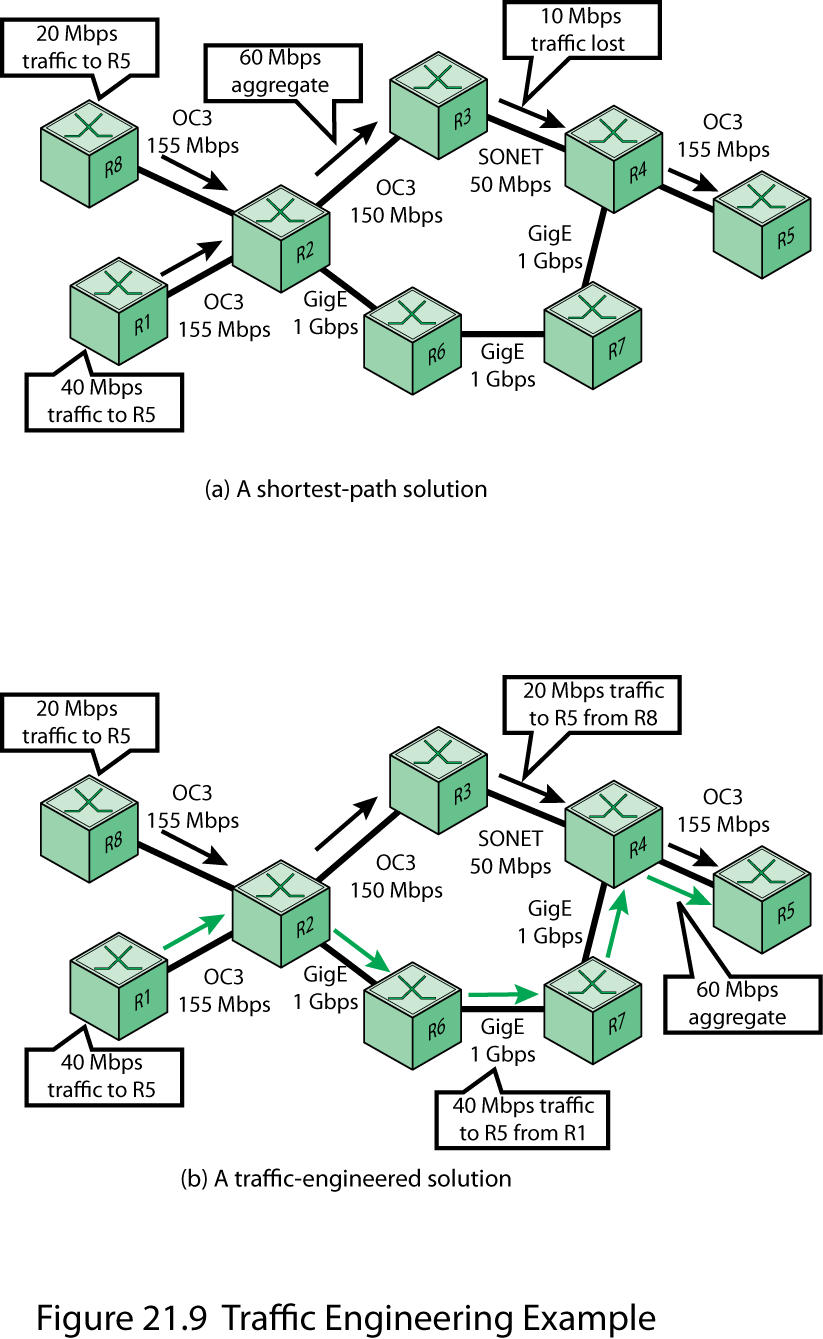 20 Mbps
traffic to R5
60 Mbps
aggregate
10 Mbps
traffic lost
OC3
155 Mbps
R8
R3
SONET
50 Mbps
OC3
155 Mbps
R4
OC3
150 Mbps
R2
R5
GigE
1 Gbps
R1
OC3
155 Mbps
GigE
1 Gbps
R6
GigE
1 Gbps
R7
40 Mbps
traffic to R5
(a) A shortest-path solution
20 Mbps
traffic to R5
20 Mbps traffic
to R5 from R8
OC3
155 Mbps
R8
R3
SONET
50 Mbps
OC3
155 Mbps
R4
OC3
150 Mbps
R2
R5
GigE
1 Gbps
R1
OC3
155 Mbps
GigE
1 Gbps
R6
GigE
1 Gbps
R7
60 Mbps
aggregate
40 Mbps
traffic to R5
40 Mbps traffic
to R5 from R1
(b) A traffic-engineered solution
Figure 21.9 Traffic Engineering Example